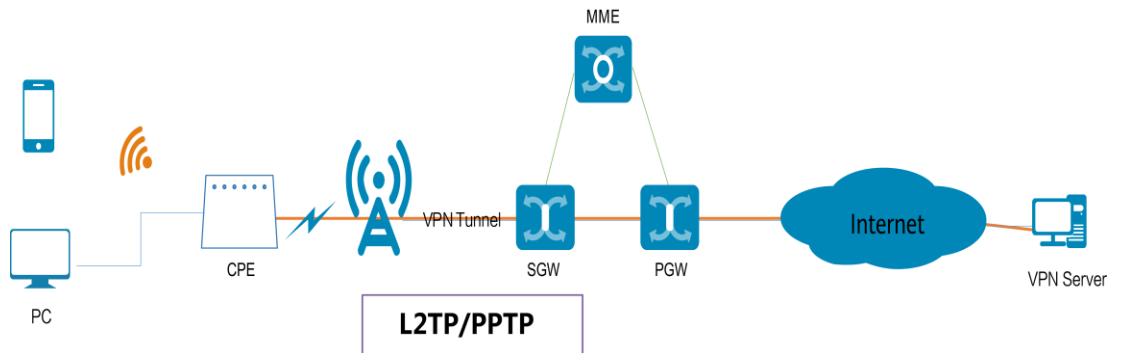 MME
VPN Tunnel
Internet
CPE
SGW
PGW
VPN Server
PC
L2TP/PPTP